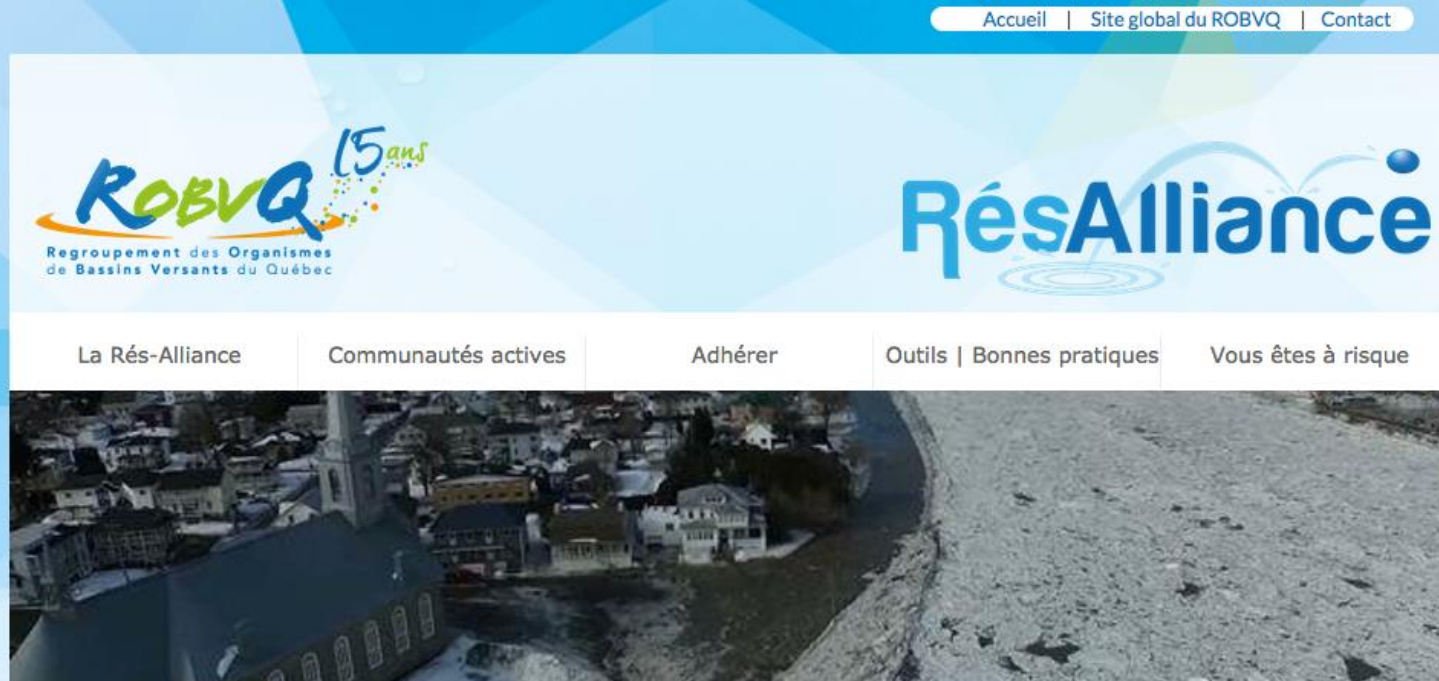 Accueil | Site global du ROBVQ | Contact
ROBVQ 15 ans
Regroupement des Organismes
de Bassins Versants du Québec
RésAlliance
La Rés-Alliance
Communautés actives
Adhérer
Outils | Bonnes pratiques
Vous êtes à risque